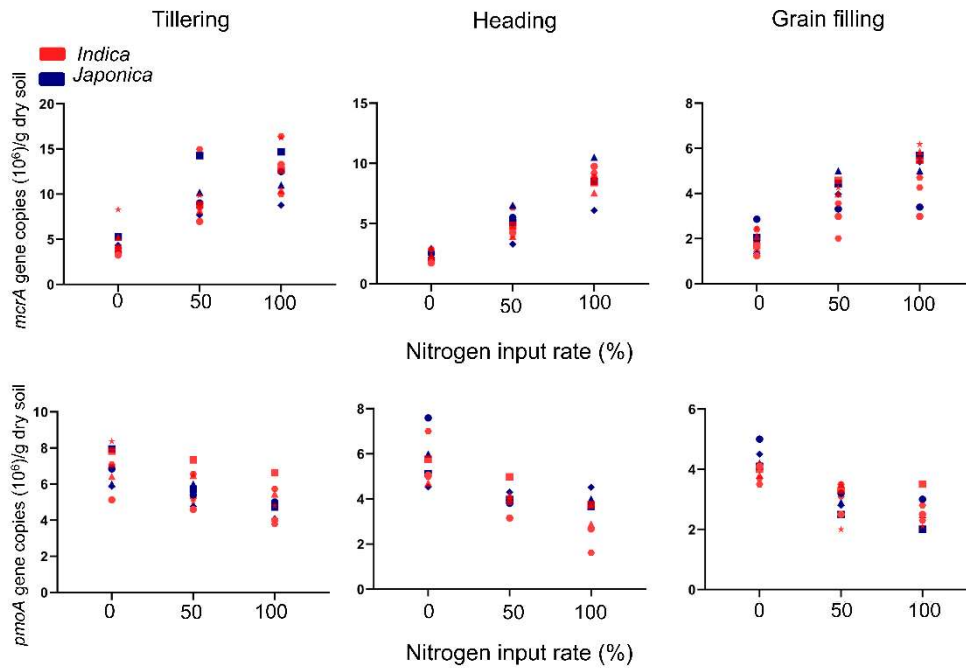 Tillering
Heading
Grain filling
Indica
Japonica
mcrA gene copies (10⁶)/g dry soil
20
15
10
5
0
0 50 100
15
10
5
0
0 50 100
8
6
4
2
0
0 50 100
Nitrogen input rate (%)
pmoA gene copies (10⁶)/g dry soil
10
8
6
4
2
0
0 50 100
8
6
4
2
0
0 50 100
6
4
2
0
0 50 100
Nitrogen input rate (%)